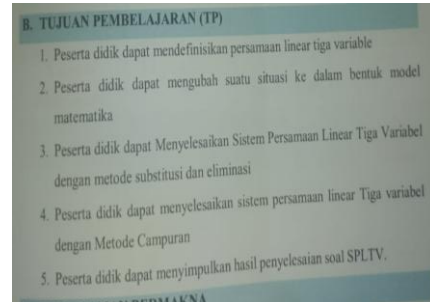 B. TUJUAN PEMBELAJARAN (TP)
1. Peserta didik dapat mendefinisikan persamaan linear tiga variable
2. Peserta didik dapat mengubah suatu situasi ke dalam bentuk model
matematika
3. Peserta didik dapat Menyelesaikan Sistem Persamaan Linear Tiga Variabel
dengan metode substitusi dan eliminasi
4. Peserta didik dapat menyelesaikan sistem persamaan linear Tiga variabel
dengan Metode Campuran
5. Peserta didik dapat menyimpulkan hasil penyelesaian soal SPLTV.